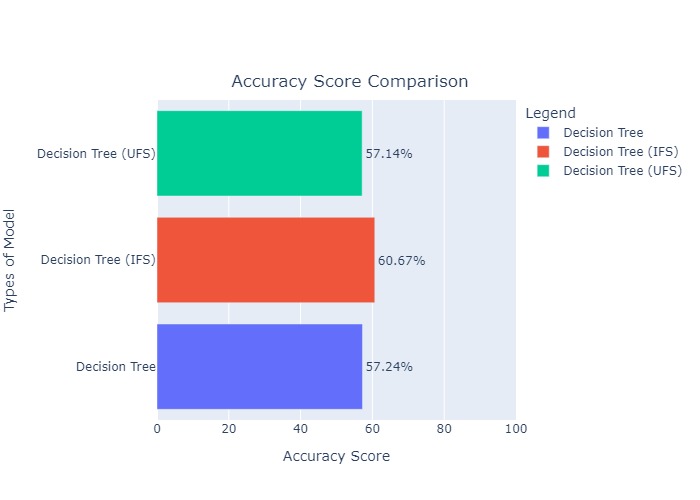 Accuracy Score Comparison
Legend
Decision Tree
Decision Tree (IFS)
Decision Tree (UFS)
Types of Model
Decision Tree (UFS)
57.14%
Decision Tree (IFS)
60.67%
Decision Tree
57.24%
0 20 40 60 80 100
Accuracy Score